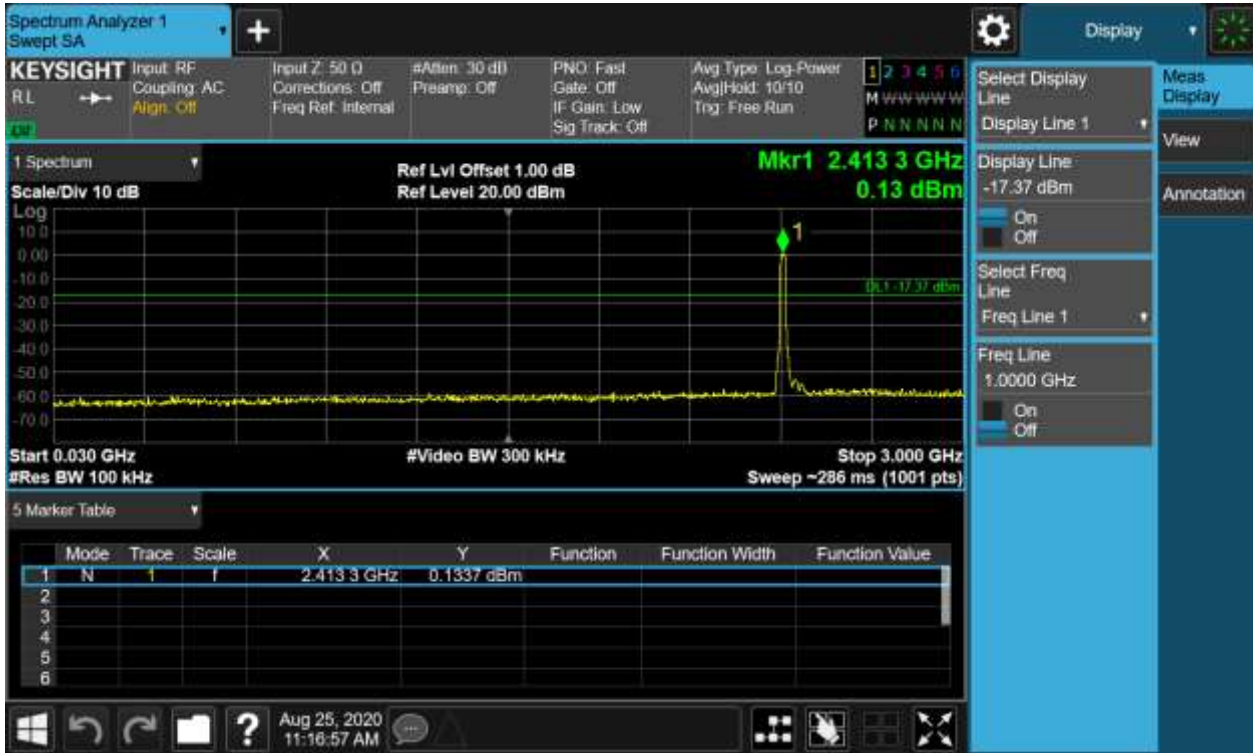 Spectrum Analyzer 1
Swept SA
+
Display
KEYSIGHT
RL
Input: RF
Coupling: AC
Align: Off
Input Z: 50 Ω
Corrections: Off
Freq Ref: Internal
#Atten: 30 dB
Preamp: Off
PNO: Fast
Gate: Off
IF Gain: Low
Sig Track: Off
Avg Type: Log-Power
Avg|Hold: 10/10
Trig: Free Run
1 2 3 4 5 6
M W W W W W
P N N N N N
1 Spectrum
Scale/Div 10 dB
Ref Lvl Offset 1.00 dB
Ref Level 20.00 dBm
Mkr1 2.413 3 GHz
0.13 dBm
Log
10.0
0.00
-10.0
-20.0
-30.0
-40.0
-50.0
-60.0
-70.0
1
DL1 -17.37 dBm
Start 0.030 GHz
#Res BW 100 kHz
#Video BW 300 kHz
Stop 3.000 GHz
Sweep ~286 ms (1001 pts)
5 Marker Table
Mode Trace Scale X Y Function Function Width Function Value
1 N 1 f 2.413 3 GHz 0.1337 dBm
2
3
4
5
6
Select Display
Line
Display Line 1
Display Line
-17.37 dBm
On
Off
Select Freq
Line
Freq Line 1
Freq Line
1.0000 GHz
On
Off
Meas
Display
View
Annotation
?
Aug 25, 2020
11:16:57 AM